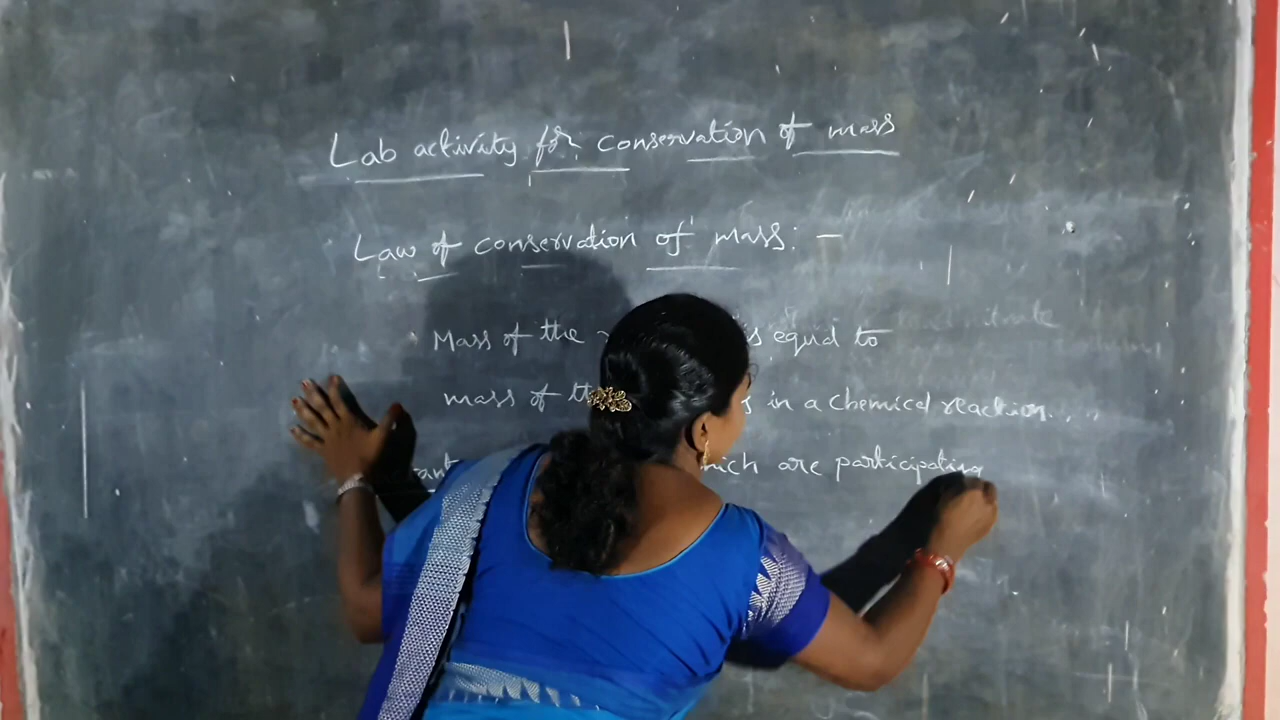 Lab activity for conservation of mass
Law of conservation of mass: -
Mass of the is equal to
mass of the in a chemical reaction..
are participating